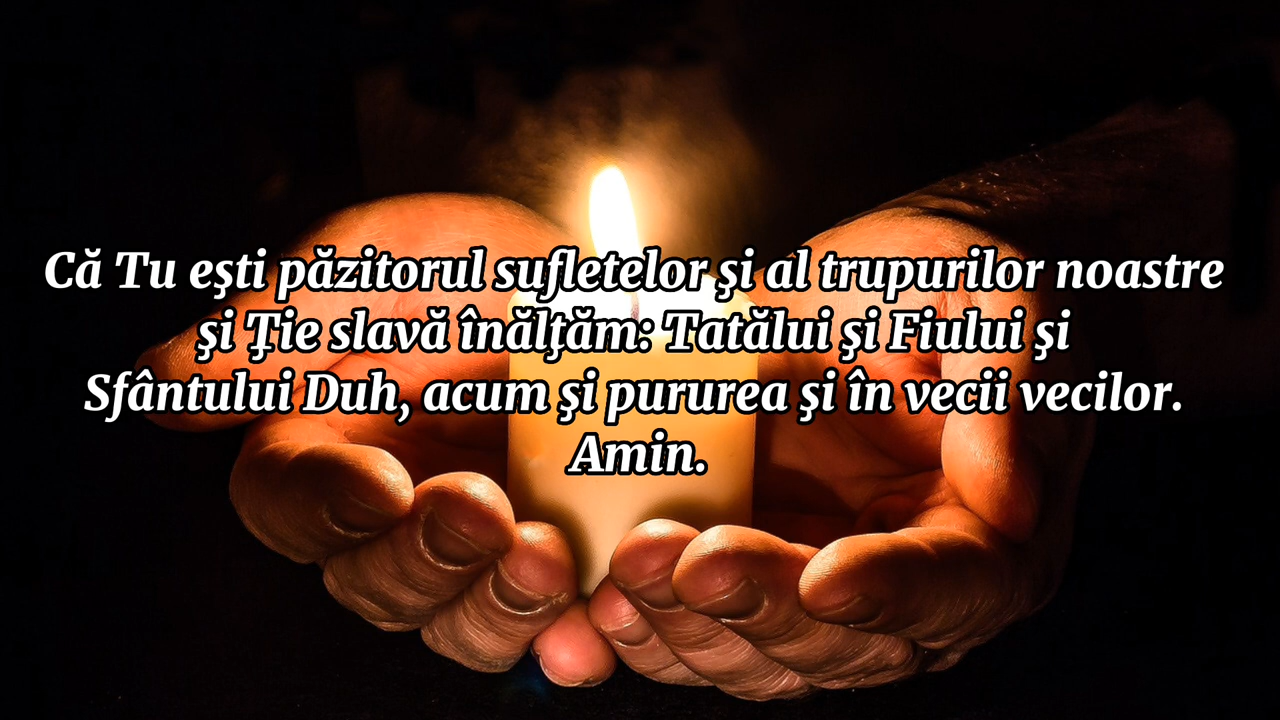 Că Tu eşti păzitorul sufletelor şi al trupurilor noastre
şi Ţie slavă înălţăm: Tatălui şi Fiului şi
Sfântului Duh, acum şi pururea şi în vecii vecilor.
Amin.